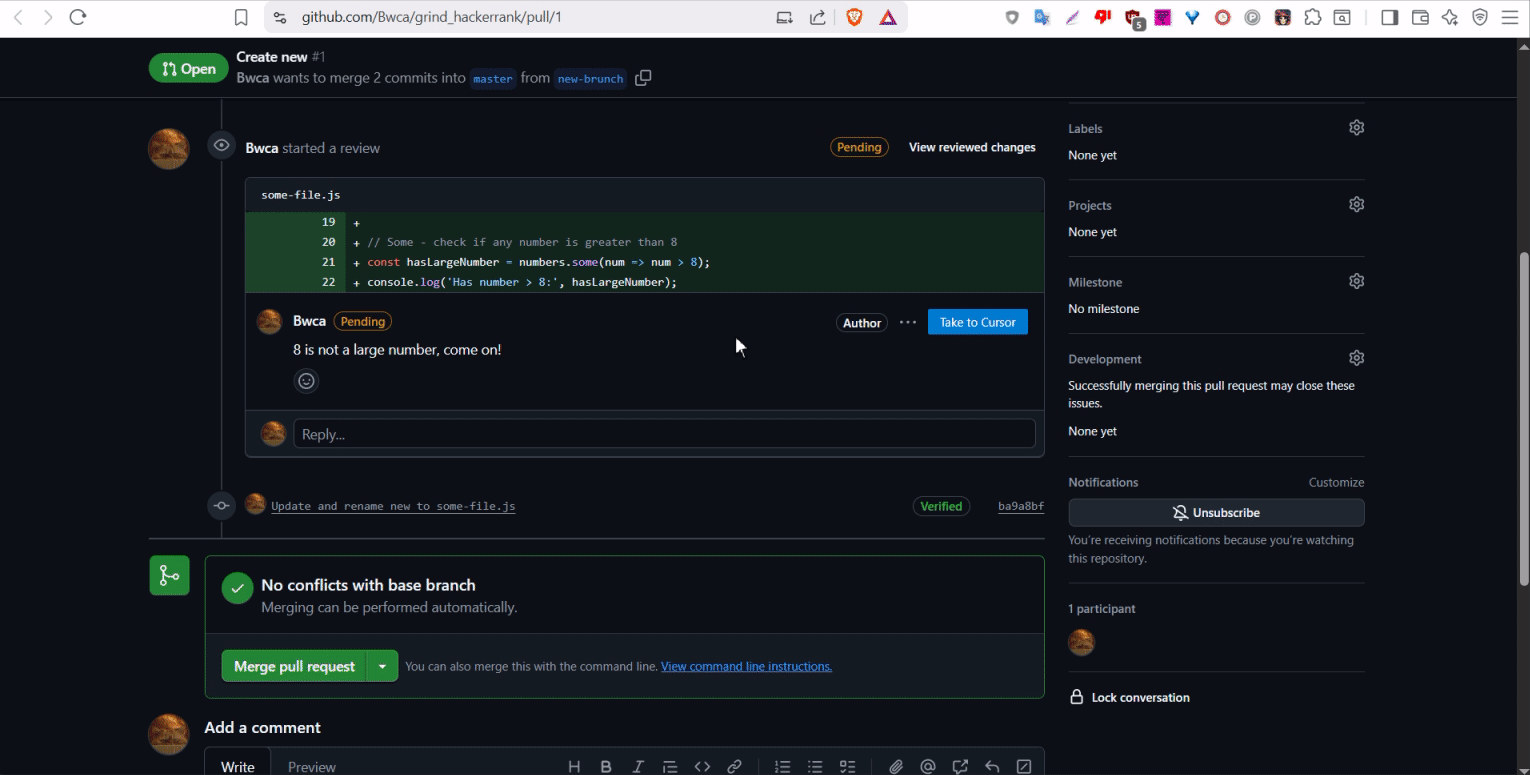 github.com/Bwca/grind_hackerrank/pull/1
5
Open
Create new #1
Bwca wants to merge 2 commits into master from new-brunch
Bwca started a review
Pending
View reviewed changes
some-file.js
19 +
20 + // Some - check if any number is greater than 8
21 + const hasLargeNumber = numbers.some(num => num > 8);
22 + console.log('Has number > 8:', hasLargeNumber);
Bwca Pending
Author
Take to Cursor
8 is not a large number, come on!
Reply...
Update and rename new to some-file.js
Verified
ba9a8bf
No conflicts with base branch
Merging can be performed automatically.
Merge pull request
You can also merge this with the command line. View command line instructions.
Add a comment
Write
Preview
Labels
None yet
Projects
None yet
Milestone
No milestone
Development
Successfully merging this pull request may close these
issues.
None yet
Notifications
Customize
Unsubscribe
You're receiving notifications because you're watching
this repository.
1 participant
Lock conversation